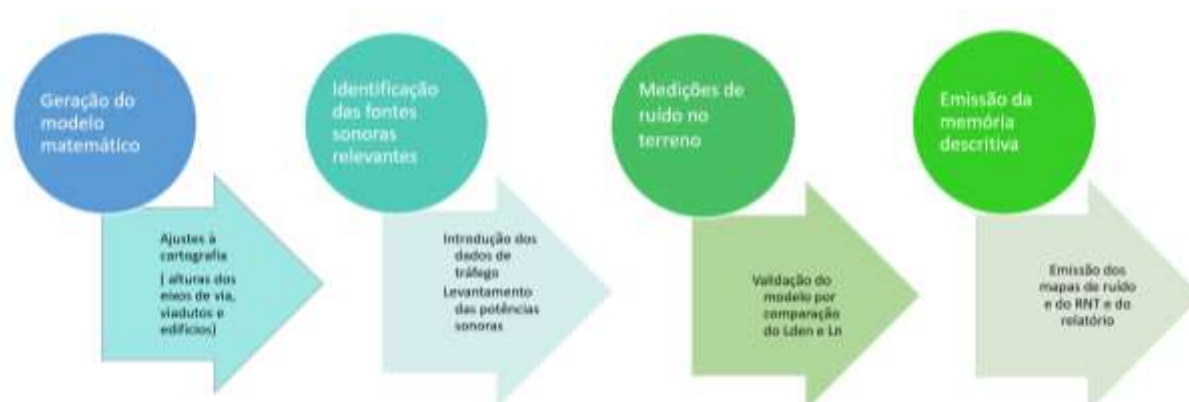 Geração do
modelo
matemático
Ajustes à
cartografia
( alturas dos
eixos de via,
viadutos e
edifícios)
Identificação
das fontes
sonoras
relevantes
Introdução dos
dados de
tráfego
Levantamento
das potências
sonoras
Medições de
ruído no
terreno
Validação do
modelo por
comparação
do Lden e Ln
Emissão da
memória
descritiva
Emissão dos
mapas de ruído
e do RNT e do
relatório